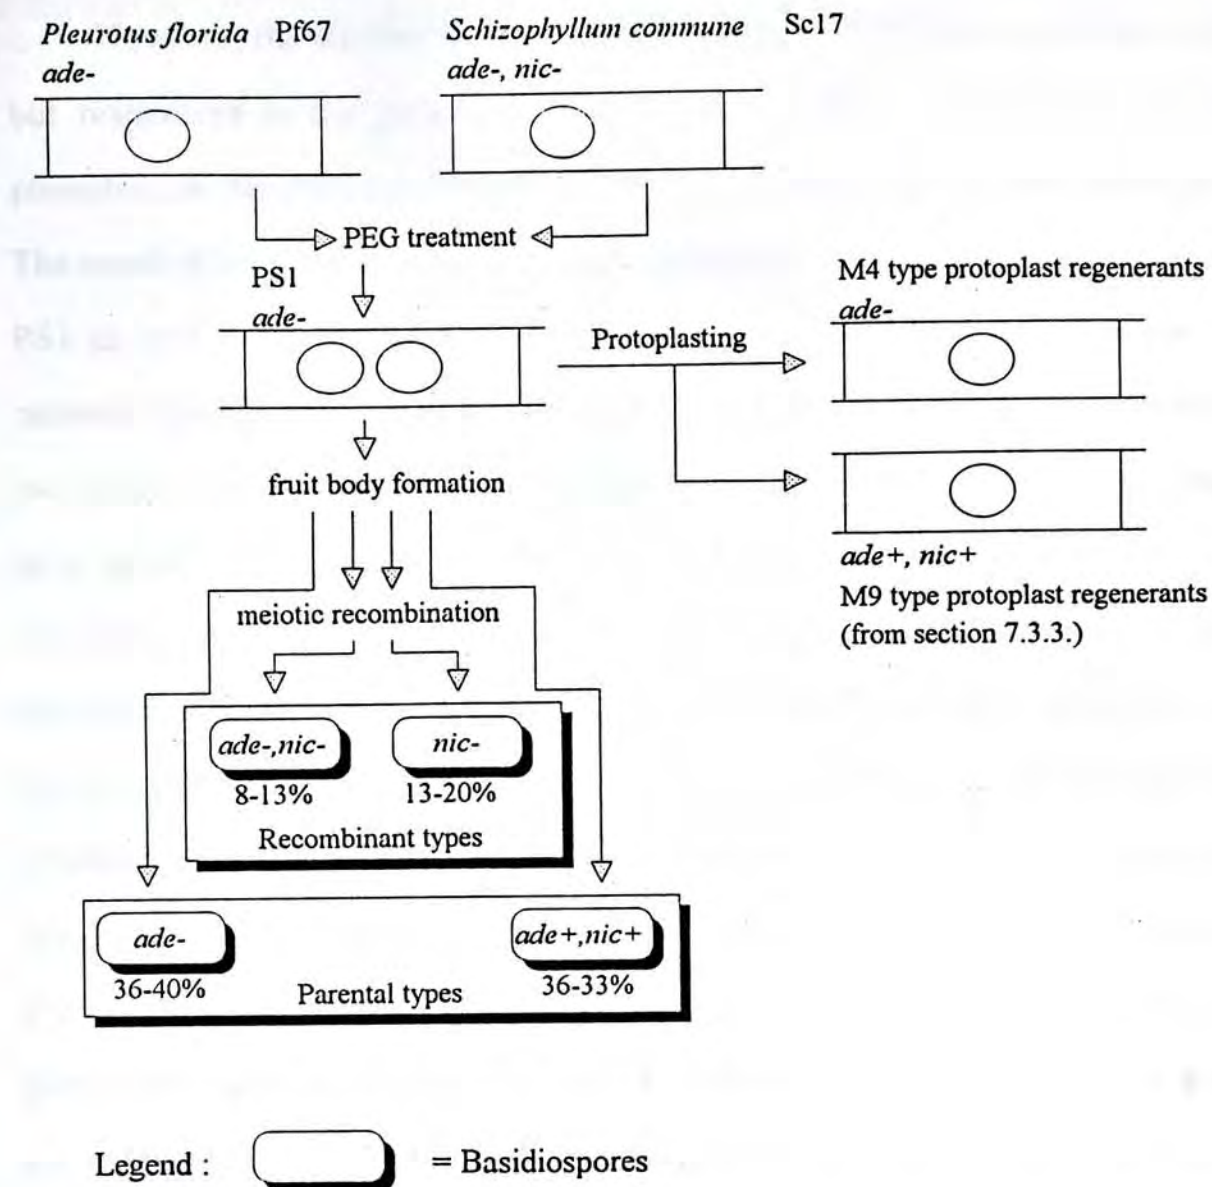 Pleurotus florida Pf67
ade-
Schizophyllum commune Sc17
ade-, nic-
PEG treatment
PS1
ade-
Protoplasting
M4 type protoplast regenerants
ade-
ade+, nic+
M9 type protoplast regenerants
(from section 7.3.3.)
fruit body formation
meiotic recombination
ade-,nic-
8-13%
nic-
13-20%
Recombinant types
ade-
36-40%
ade+,nic+
36-33%
Parental types
Legend :
= Basidiospores